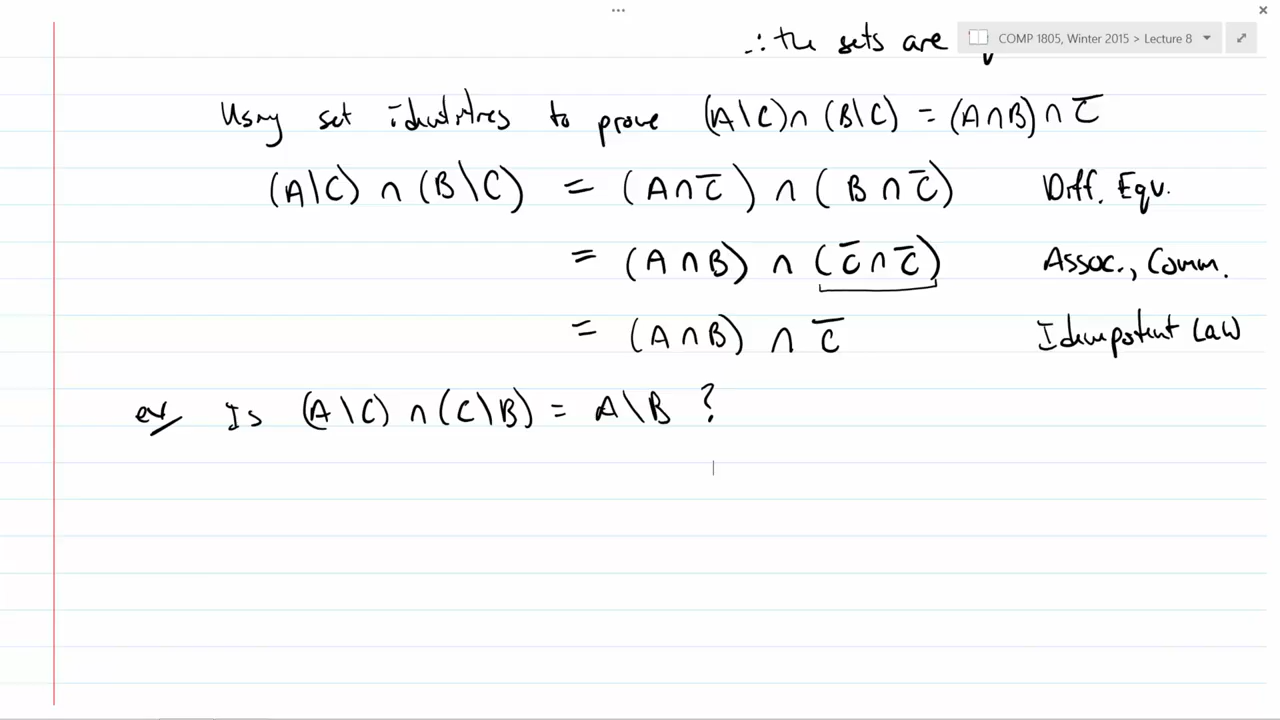 ∴ the sets are
COMP 1805, Winter 2015 > Lecture 8
Using set identities to prove (A\C)∩(B\C) = (A∩B)∩C̅
(A\C) ∩ (B\C) = (A∩C̅) ∩ (B∩C̅) Diff. Equ.
= (A∩B) ∩ (C̅∩C̅) Assoc., Comm.
= (A∩B) ∩ C̅ Idempotent Law
ex Is (A\C) ∩ (C\B) = A\B ?